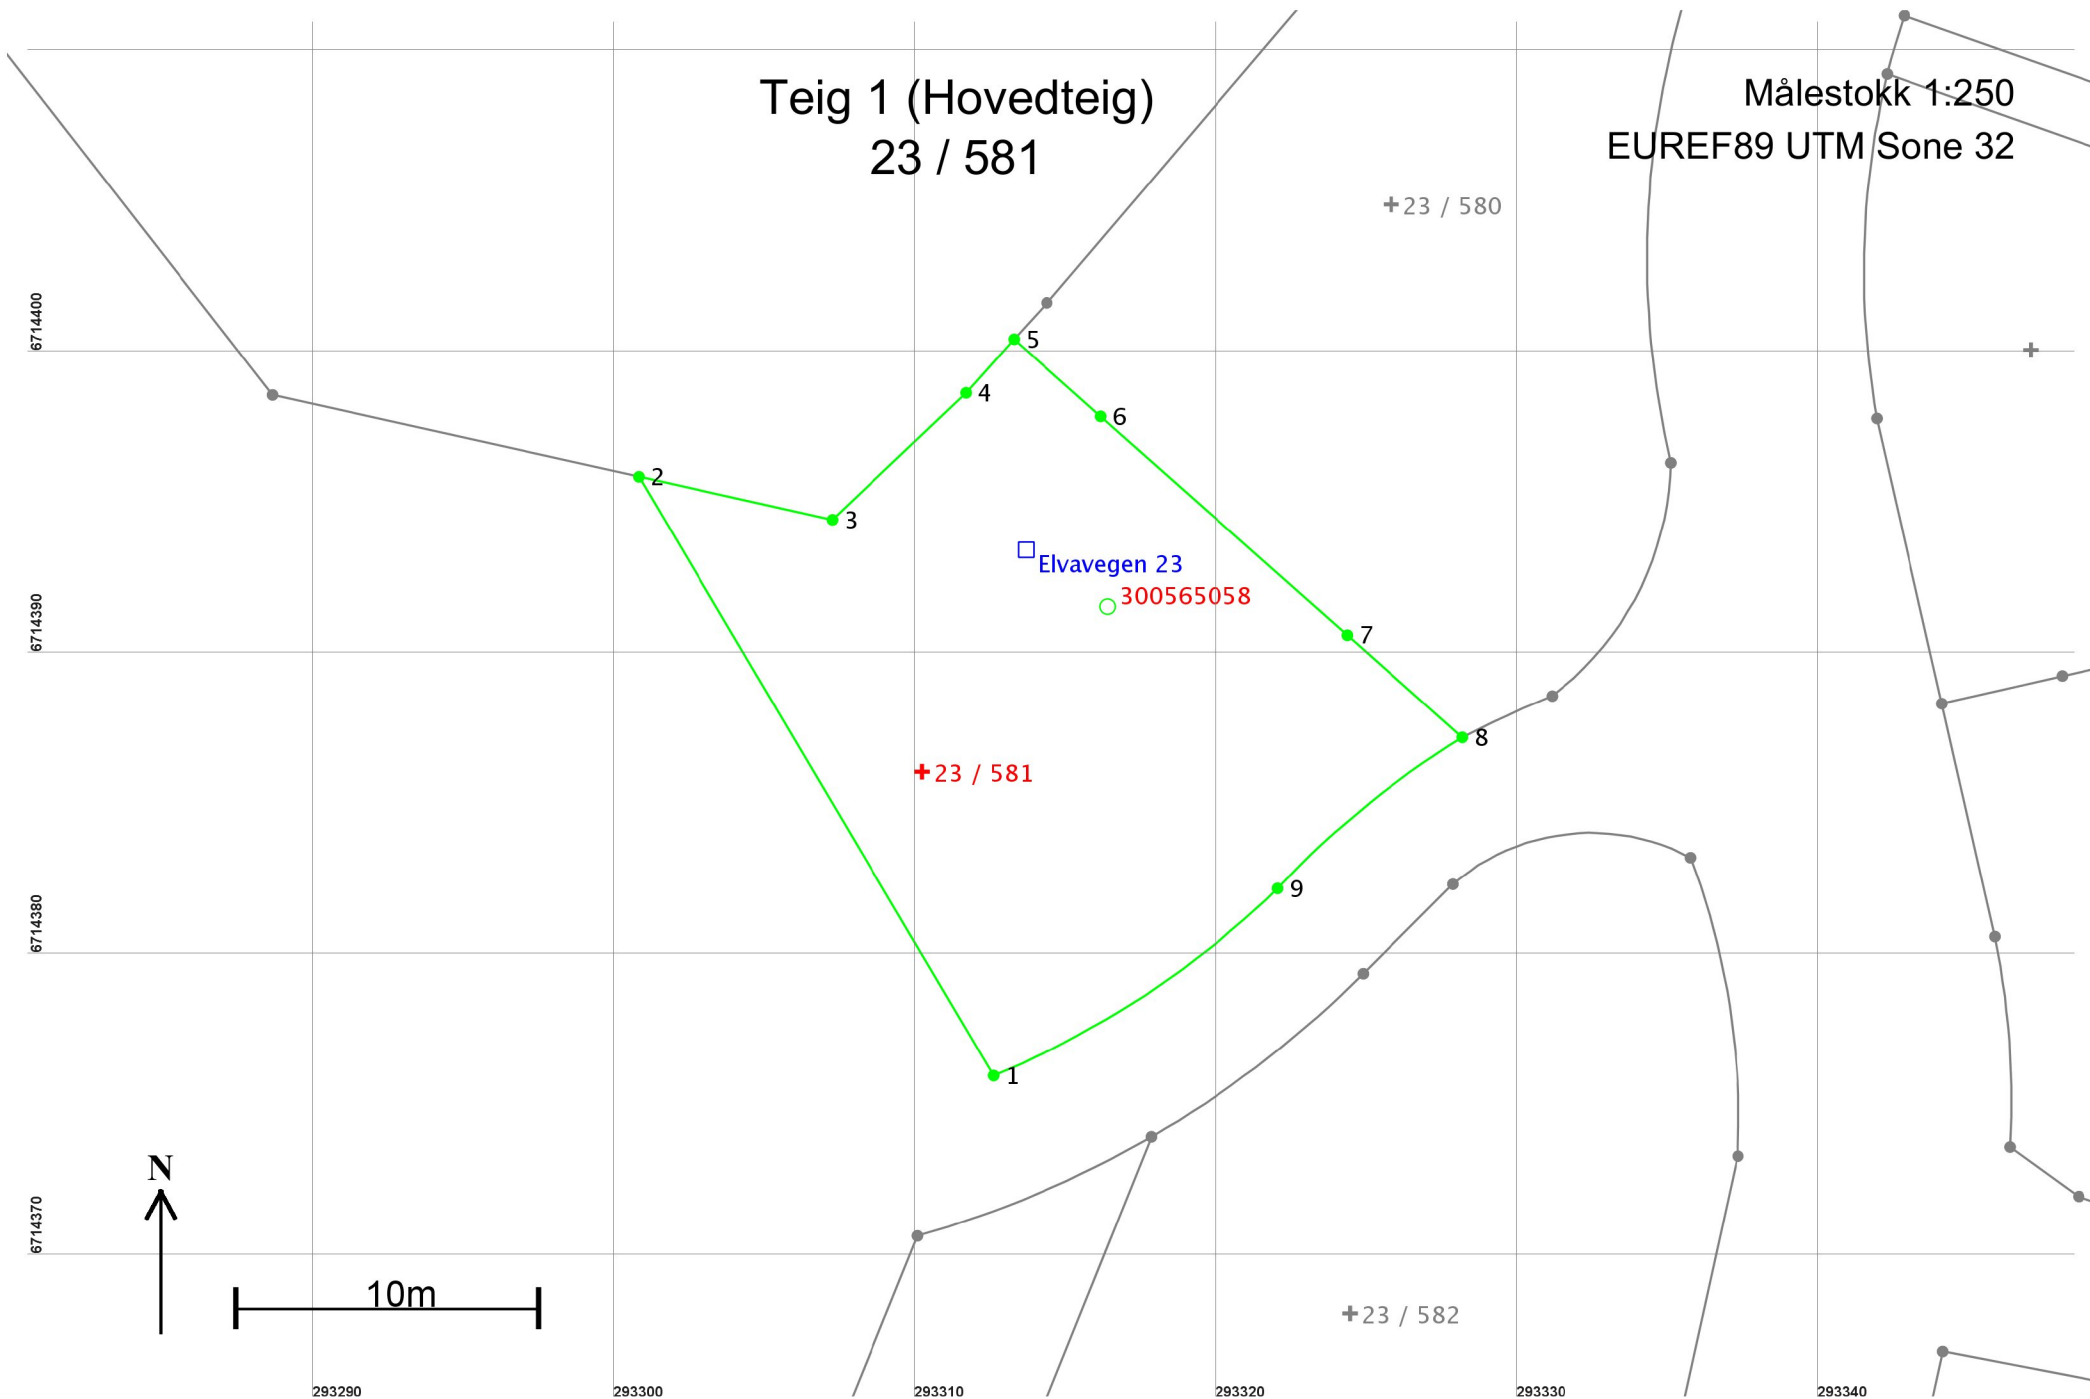 Teig 1 (Hovedteig)
23 / 581
Målestokk 1:250
EUREF89 UTM Sone 32
23 / 580
6714400
5
4
6
2
3
Elvavegen 23
300565058
6714390
7
8
23 / 581
9
6714380
1
N
6714370
10m
23 / 582
293290
293300
293310
293320
293330
293340